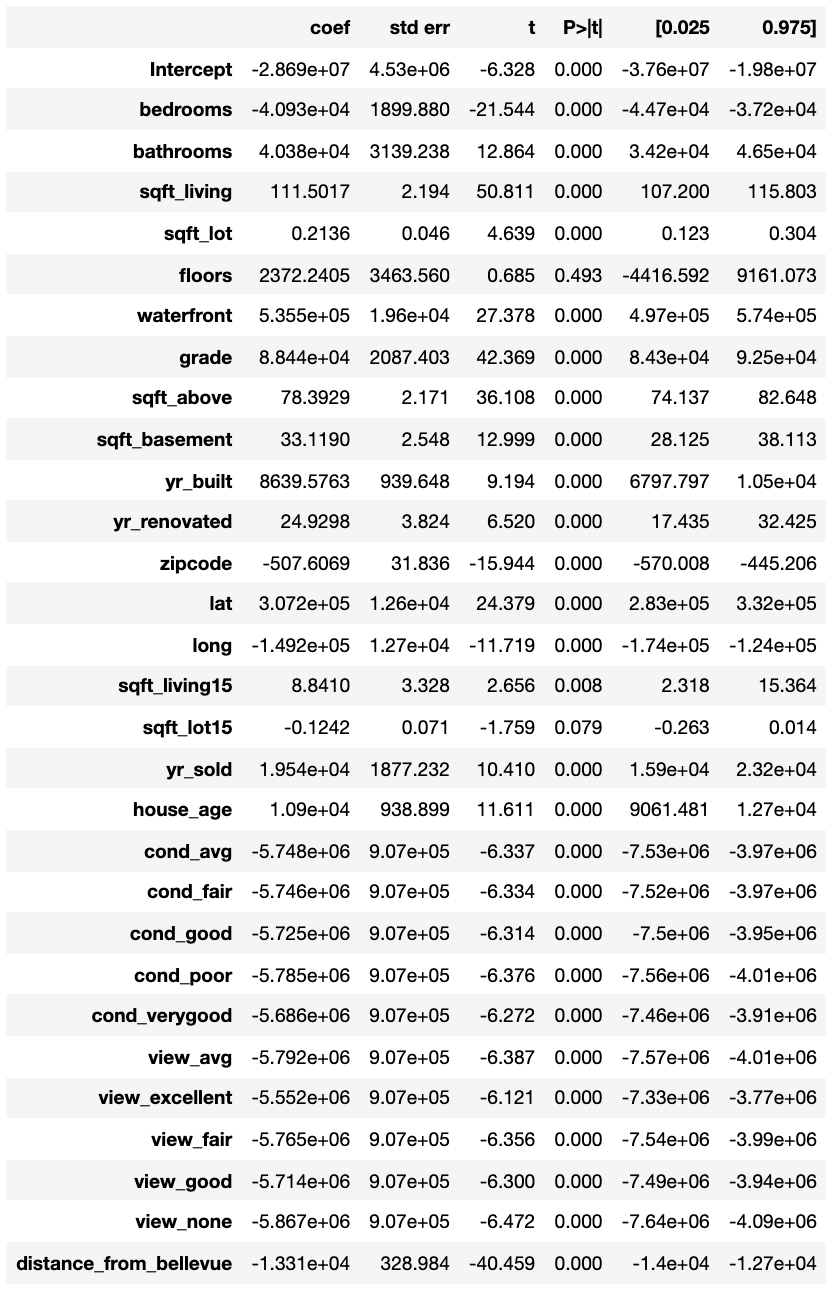 coef std err t P>|t| [0.025 0.975]
Intercept -2.869e+07 4.53e+06 -6.328 0.000 -3.76e+07 -1.98e+07
bedrooms -4.093e+04 1899.880 -21.544 0.000 -4.47e+04 -3.72e+04
bathrooms 4.038e+04 3139.238 12.864 0.000 3.42e+04 4.65e+04
sqft_living 111.5017 2.194 50.811 0.000 107.200 115.803
sqft_lot 0.2136 0.046 4.639 0.000 0.123 0.304
floors 2372.2405 3463.560 0.685 0.493 -4416.592 9161.073
waterfront 5.355e+05 1.96e+04 27.378 0.000 4.97e+05 5.74e+05
grade 8.844e+04 2087.403 42.369 0.000 8.43e+04 9.25e+04
sqft_above 78.3929 2.171 36.108 0.000 74.137 82.648
sqft_basement 33.1190 2.548 12.999 0.000 28.125 38.113
yr_built 8639.5763 939.648 9.194 0.000 6797.797 1.05e+04
yr_renovated 24.9298 3.824 6.520 0.000 17.435 32.425
zipcode -507.6069 31.836 -15.944 0.000 -570.008 -445.206
lat 3.072e+05 1.26e+04 24.379 0.000 2.83e+05 3.32e+05
long -1.492e+05 1.27e+04 -11.719 0.000 -1.74e+05 -1.24e+05
sqft_living15 8.8410 3.328 2.656 0.008 2.318 15.364
sqft_lot15 -0.1242 0.071 -1.759 0.079 -0.263 0.014
yr_sold 1.954e+04 1877.232 10.410 0.000 1.59e+04 2.32e+04
house_age 1.09e+04 938.899 11.611 0.000 9061.481 1.27e+04
cond_avg -5.748e+06 9.07e+05 -6.337 0.000 -7.53e+06 -3.97e+06
cond_fair -5.746e+06 9.07e+05 -6.334 0.000 -7.52e+06 -3.97e+06
cond_good -5.725e+06 9.07e+05 -6.314 0.000 -7.5e+06 -3.95e+06
cond_poor -5.785e+06 9.07e+05 -6.376 0.000 -7.56e+06 -4.01e+06
cond_verygood -5.686e+06 9.07e+05 -6.272 0.000 -7.46e+06 -3.91e+06
view_avg -5.792e+06 9.07e+05 -6.387 0.000 -7.57e+06 -4.01e+06
view_excellent -5.552e+06 9.07e+05 -6.121 0.000 -7.33e+06 -3.77e+06
view_fair -5.765e+06 9.07e+05 -6.356 0.000 -7.54e+06 -3.99e+06
view_good -5.714e+06 9.07e+05 -6.300 0.000 -7.49e+06 -3.94e+06
view_none -5.867e+06 9.07e+05 -6.472 0.000 -7.64e+06 -4.09e+06
distance_from_bellevue -1.331e+04 328.984 -40.459 0.000 -1.4e+04 -1.27e+04